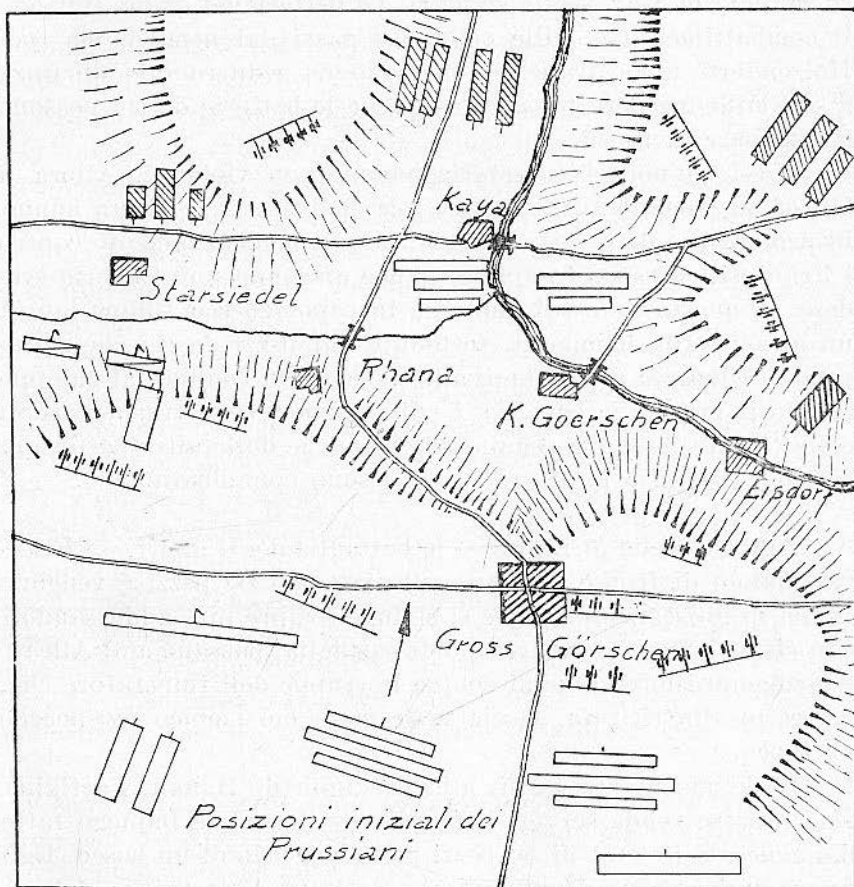 Kaya
Starsiedel
Rhana
K. Goerschen
Eisdorf
Gross Görschen
Posizioni iniziali dei
Prussiani